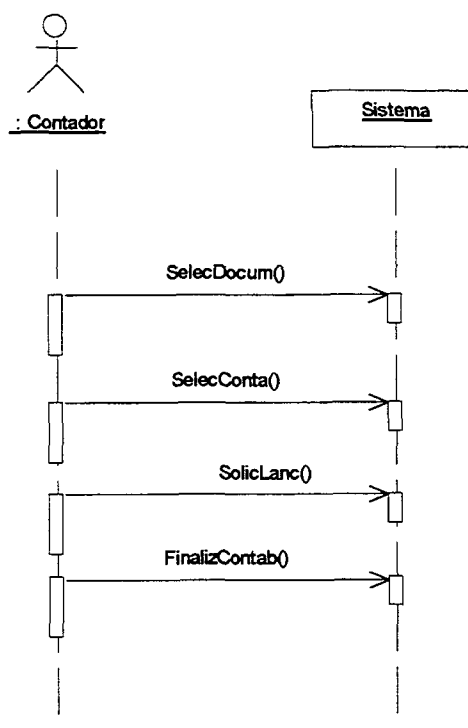 : Contador
Sistema
SelecDocum()
SelecConta()
SolicLanc()
FinalizContab()